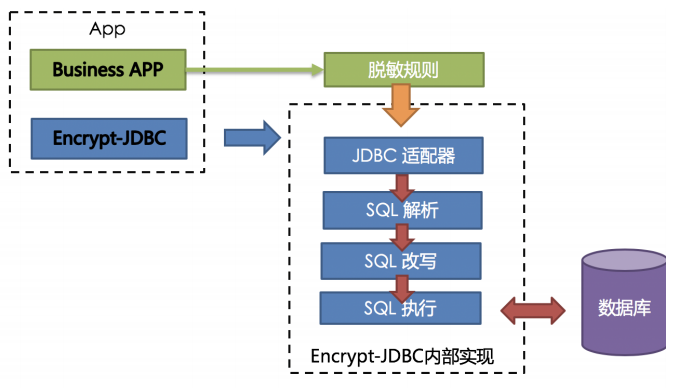 App
Business APP
Encrypt-JDBC
脱敏规则
JDBC 适配器
SQL 解析
SQL 改写
SQL 执行
Encrypt-JDBC内部实现
数据库